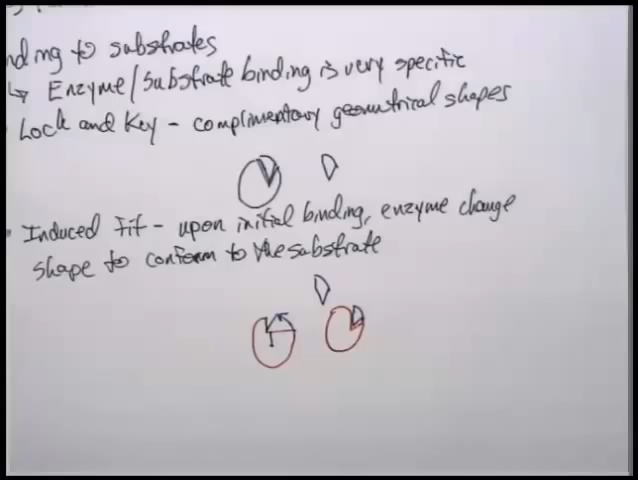 nding to substrates
↳ Enzyme/substrate binding is very specific
Lock and Key - complimentary geometrical shapes
• Induced Fit - upon initial binding, enzyme change
shape to conform to the substrate